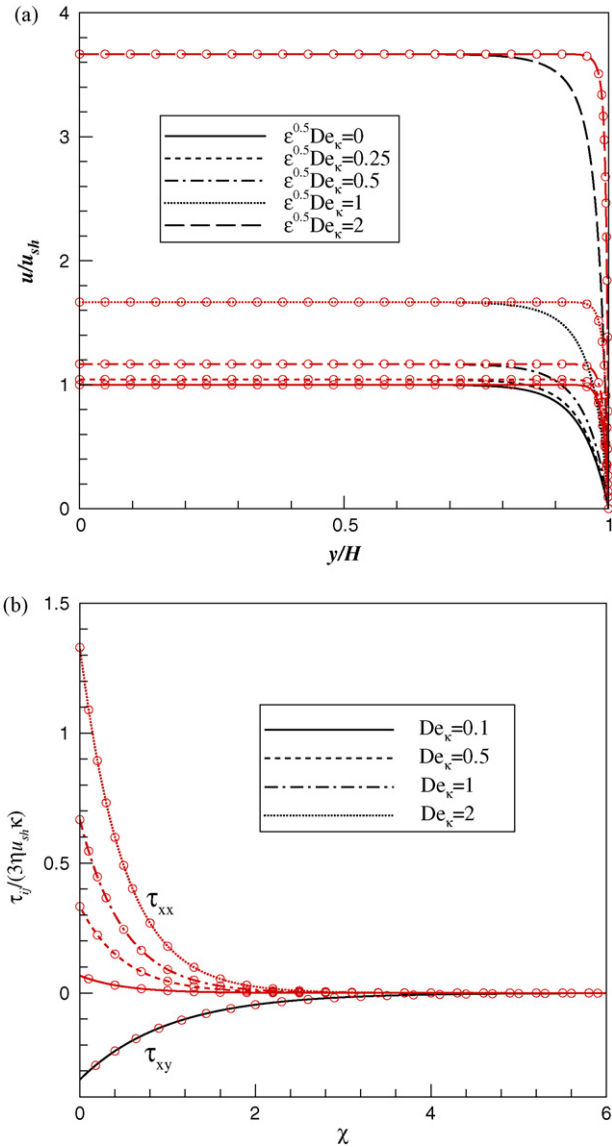 (a)
4
3
2
1
0
u/u_sh
ε^0.5De_κ=0
ε^0.5De_κ=0.25
ε^0.5De_κ=0.5
ε^0.5De_κ=1
ε^0.5De_κ=2
0
0.5
1
y/H
(b)
1.5
1
0.5
0
τ_ij/(3ηu_shκ)
De_κ=0.1
De_κ=0.5
De_κ=1
De_κ=2
τ_xx
τ_xy
0
2
4
6
χ